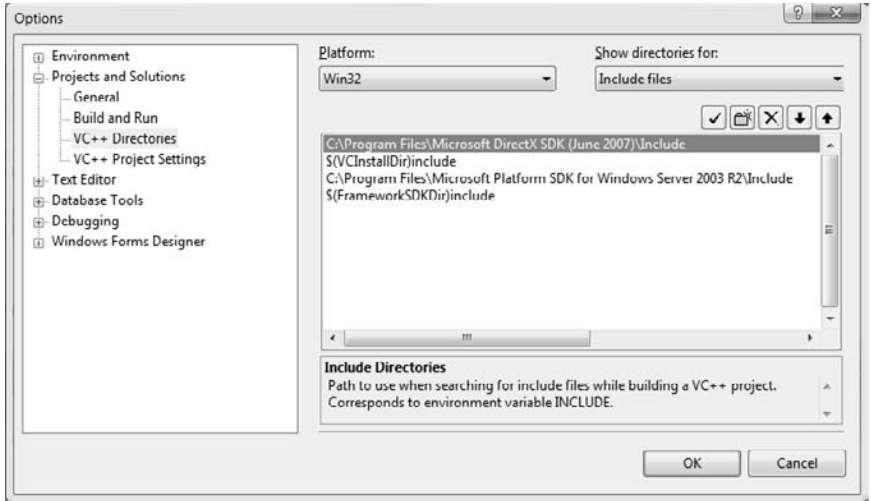 Options
Environment
Projects and Solutions
General
Build and Run
VC++ Directories
VC++ Project Settings
Text Editor
Database Tools
Debugging
Windows Forms Designer
Platform:
Win32
Show directories for:
Include files
C:\Program Files\Microsoft DirectX SDK (June 2007)\Include
$(VCInstallDir)include
C:\Program Files\Microsoft Platform SDK for Windows Server 2003 R2\Include
$(FrameworkSDKDir)include
Include Directories
Path to use when searching for include files while building a VC++ project.
Corresponds to environment variable INCLUDE.
OK
Cancel